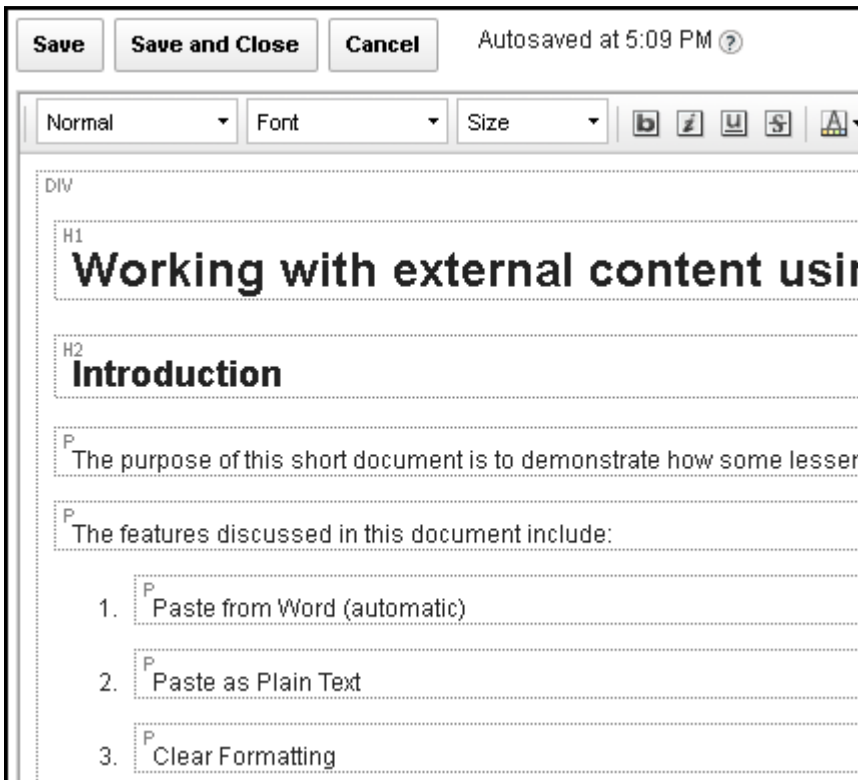 Save Save and Close Cancel Autosaved at 5:09 PM ?
Normal Font Size b i U S A
DIV
H1
Working with external content usin
H2
Introduction
P
The purpose of this short document is to demonstrate how some lesser
P
The features discussed in this document include:
P
1. Paste from Word (automatic)
P
2. Paste as Plain Text
P
3. Clear Formatting